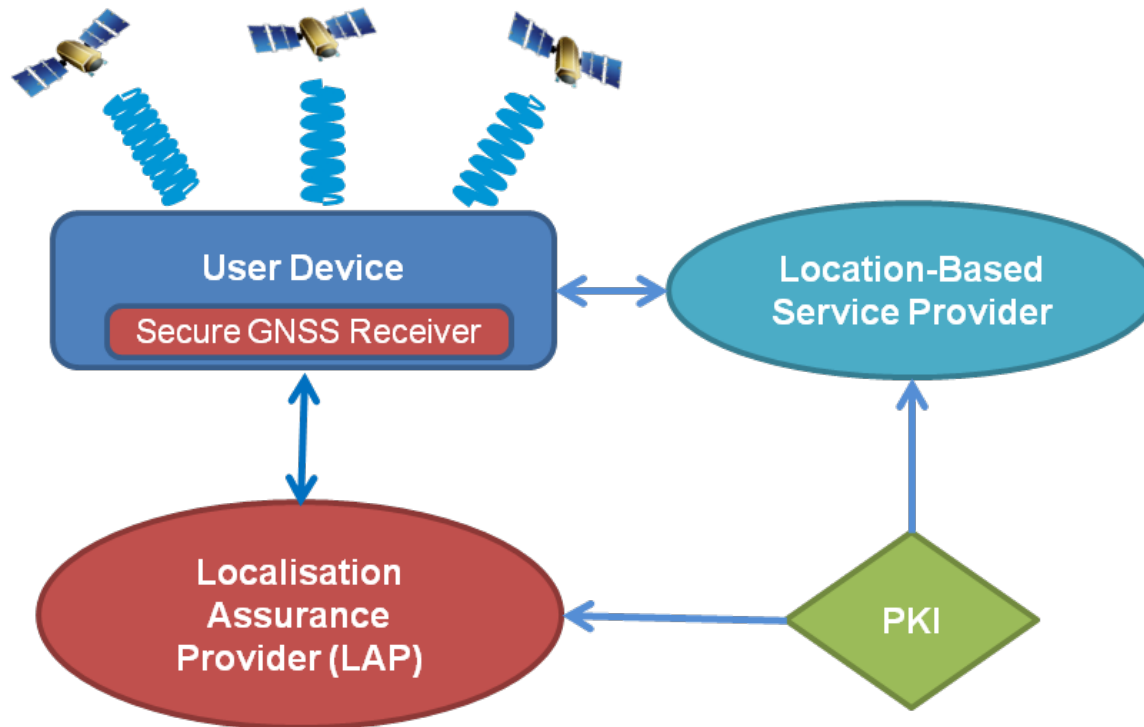 User Device
Secure GNSS Receiver
Location-Based
Service Provider
Localisation
Assurance
Provider (LAP)
PKI